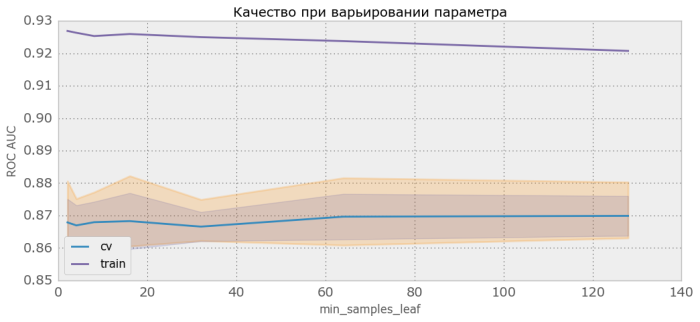 Качество при варьировании параметра
0.93
0.92
0.91
0.90
0.89
0.88
0.87
0.86
0.85
ROC AUC
cv
train
0 20 40 60 80 100 120 140
min_samples_leaf